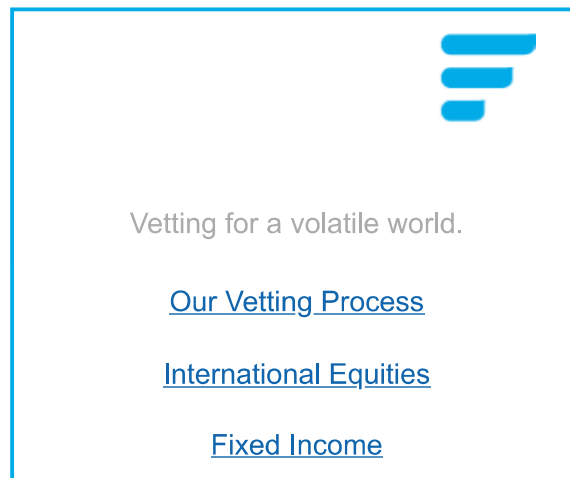 Vetting for a volatile world.
Our Vetting Process
International Equities
Fixed Income